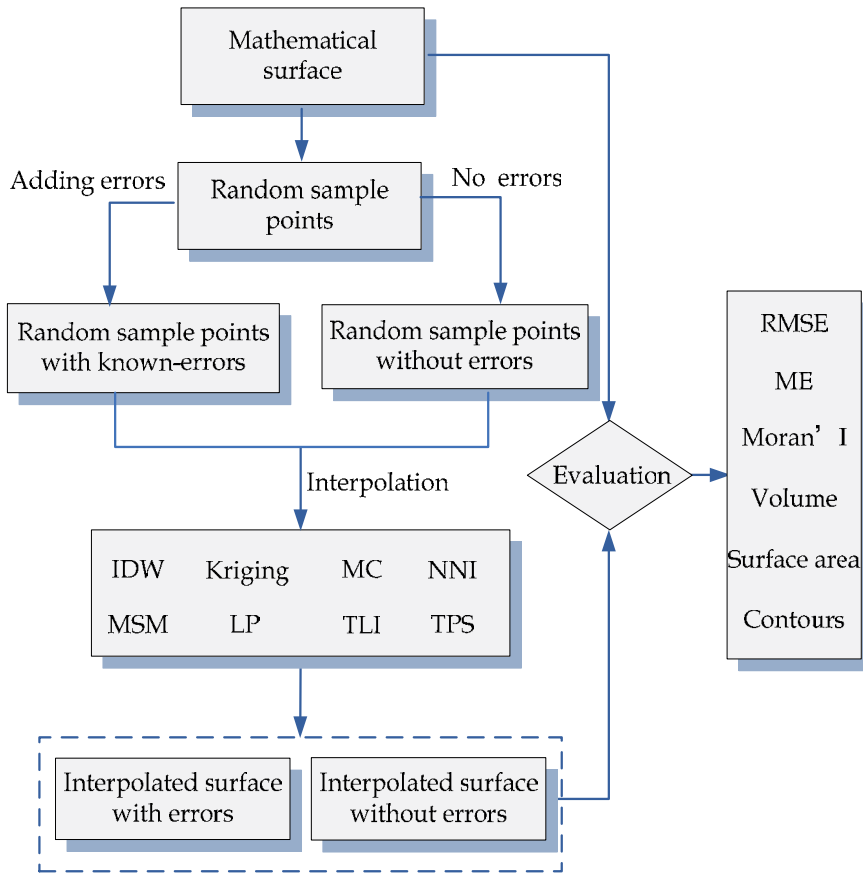 Mathematical
surface
Adding errors
Random sample
points
No errors
Random sample points
with known-errors
Random sample points
without errors
Interpolation
IDW Kriging MC NNI
MSM LP TLI TPS
Interpolated surface
with errors
Interpolated surface
without errors
Evaluation
RMSE
ME
Moran’ I
Volume
Surface area
Contours